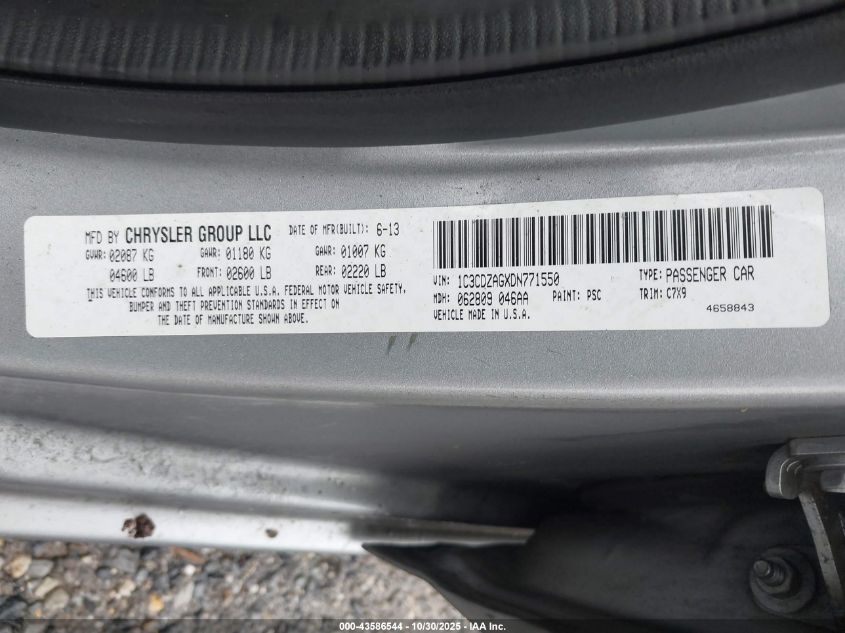 MFD BY CHRYSLER GROUP LLC DATE OF MFR(BUILT): 6-13
GVWR: 02087 KG GAWR: 01180 KG GAWR: 01007 KG
04600 LB FRONT: 02600 LB REAR: 02220 LB
THIS VEHICLE CONFORMS TO ALL APPLICABLE U.S.A. FEDERAL MOTOR VEHICLE SAFETY,
BUMPER AND THEFT PREVENTION STANDARDS IN EFFECT ON
THE DATE OF MANUFACTURE SHOWN ABOVE.
VIN: 1C3CDZAGXDN771550 TYPE: PASSENGER CAR
MDH: 062809 046AA PAINT: PSC TRIM: C7X9
VEHICLE MADE IN U.S.A. 4658843
000-43586544 | 10/30/2025 | IAA Inc.